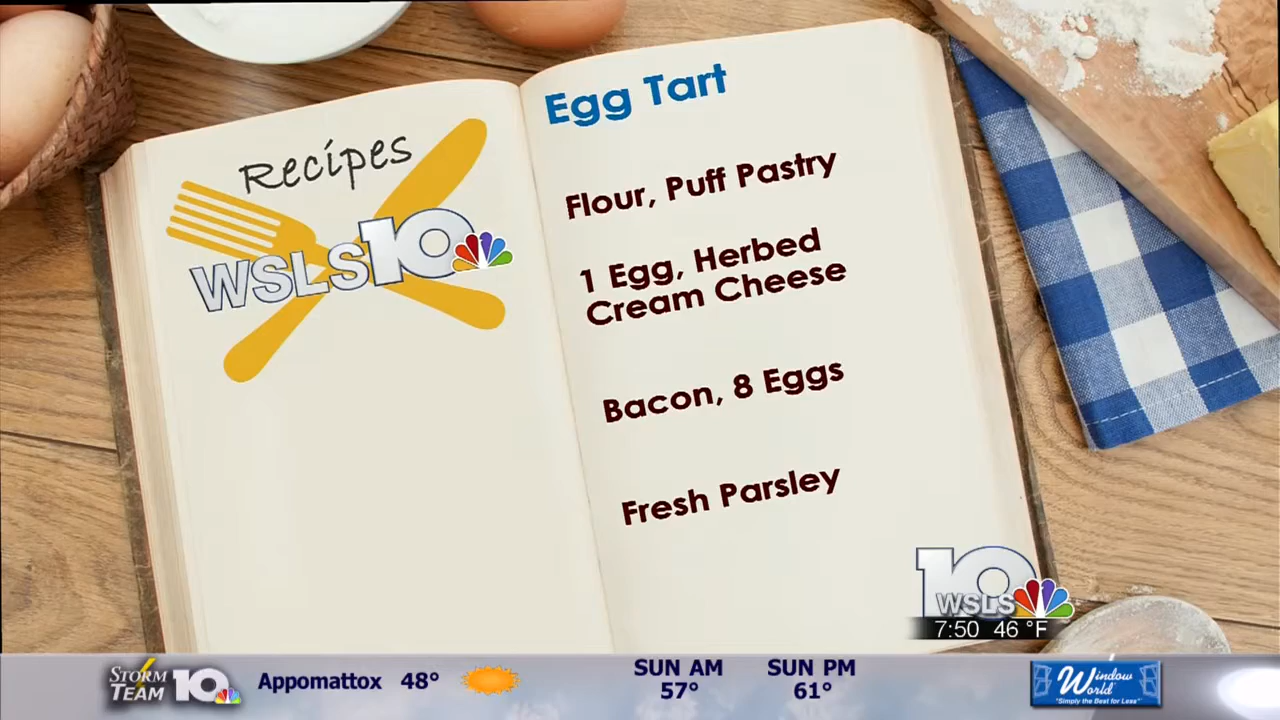 Recipes
WSLS 10
Egg Tart
Flour, Puff Pastry
1 Egg, Herbed
Cream Cheese
Bacon, 8 Eggs
Fresh Parsley
10
WSLS
7:50 46 °F
STORM
TEAM 10
Appomattox 48°
SUN AM
57°
SUN PM
61°
Window
World
"Simply the Best for Less"